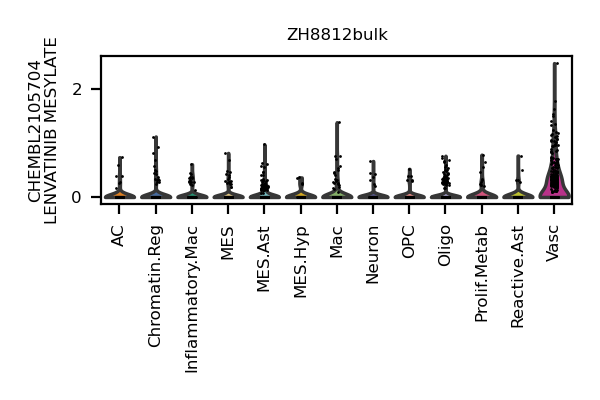 ZH8812bulk
CHEMBL2105704
LENVATINIB MESYLATE
2
0
AC
Chromatin.Reg
Inflammatory.Mac
MES
MES.Ast
MES.Hyp
Mac
Neuron
OPC
Oligo
Prolif.Metab
Reactive.Ast
Vasc